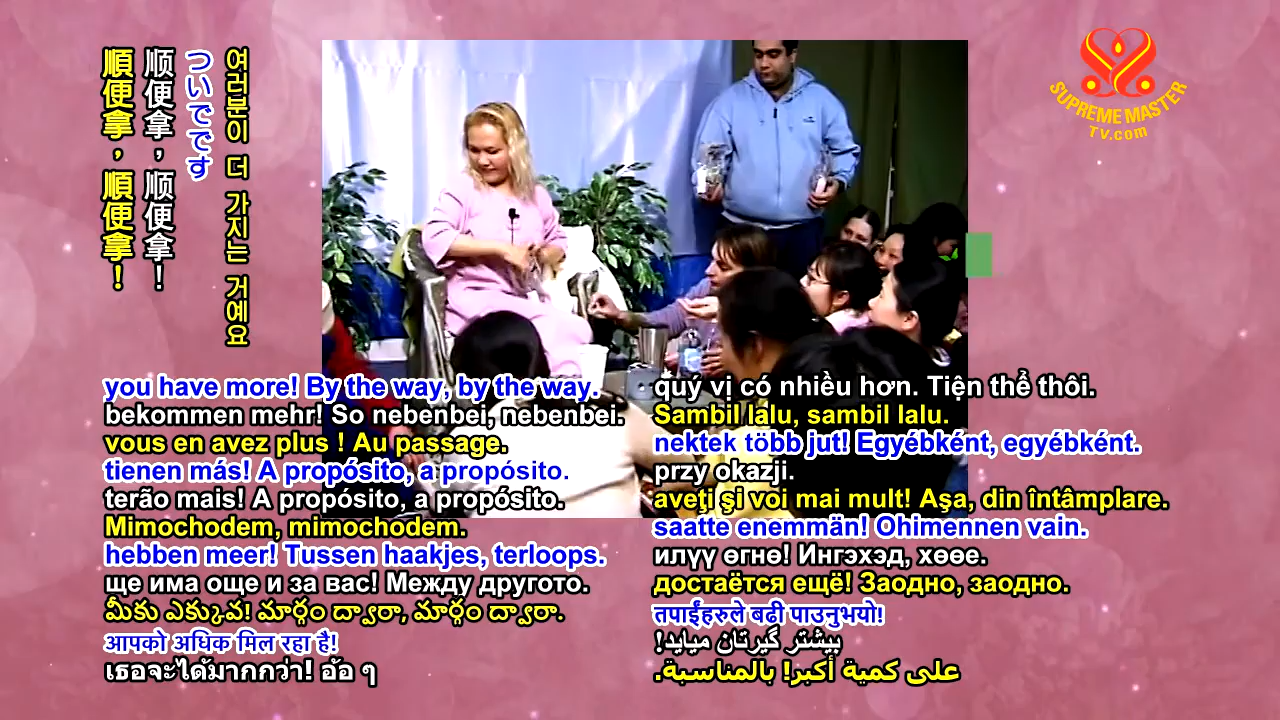 順便拿，順便拿！
顺便拿，顺便拿！
ついでです
여러분이 더 가지는 거예요
SUPREME MASTER
TV.com
you have more! By the way, by the way.
bekommen mehr! So nebenbei, nebenbei.
vous en avez plus ! Au passage.
tienen más! A propósito, a propósito.
terão mais! A propósito, a propósito.
Mimochodem, mimochodem.
hebben meer! Tussen haakjes, terloops.
ще има още и за вас! Между другото.
మీకు ఎక్కువ! మార్గం ద్వారా, మార్గం ద్వారా.
आपको अधिक मिल रहा है!
เธอจะได้มากกว่า! อ้อ ๆ
quý vị có nhiều hơn. Tiện thể thôi.
Sambil lalu, sambil lalu.
nektek több jut! Egyébként, egyébként.
przy okazji.
aveţi şi voi mai mult! Aşa, din întâmplare.
saatte enemmän! Ohimennen vain.
илүү өгнө! Ингэхэд, хөөе.
достаётся ещё! Заодно, заодно.
तपाईंहरुले बढी पाउनुभयो!
بیشتر گیرتان میاید!
على كمية أكبر! بالمناسبة.